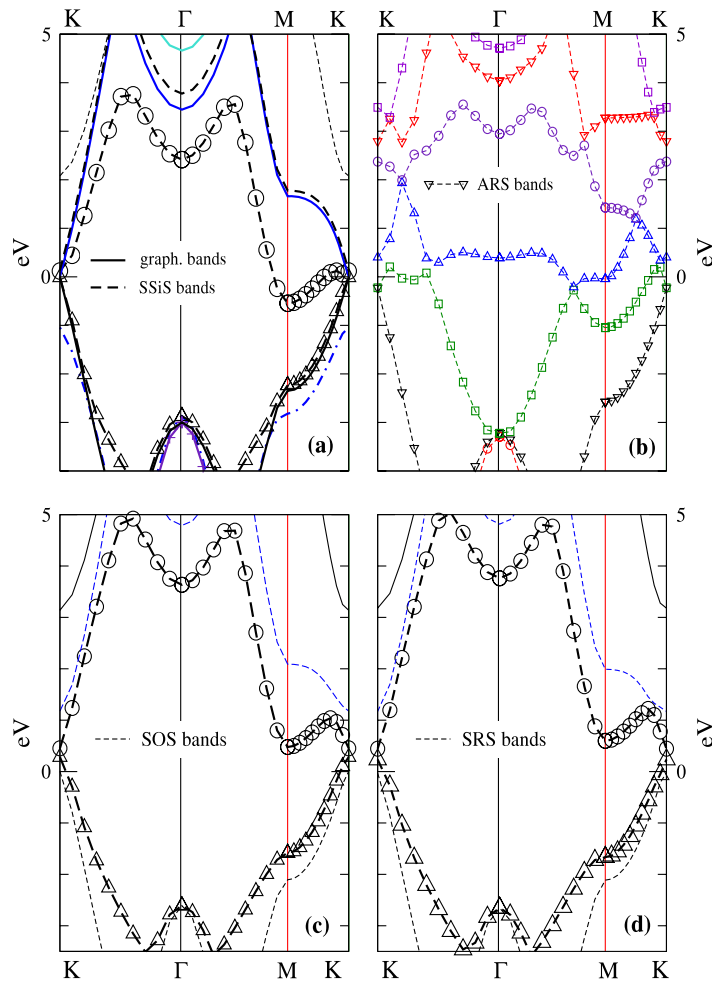 K Γ M K
5 5
eV eV
ARS bands
graph. bands
SSiS bands
0 0
(a) (b)
5 5
eV eV
SOS bands SRS bands
0 0
(c) (d)
K Γ M K K Γ M K